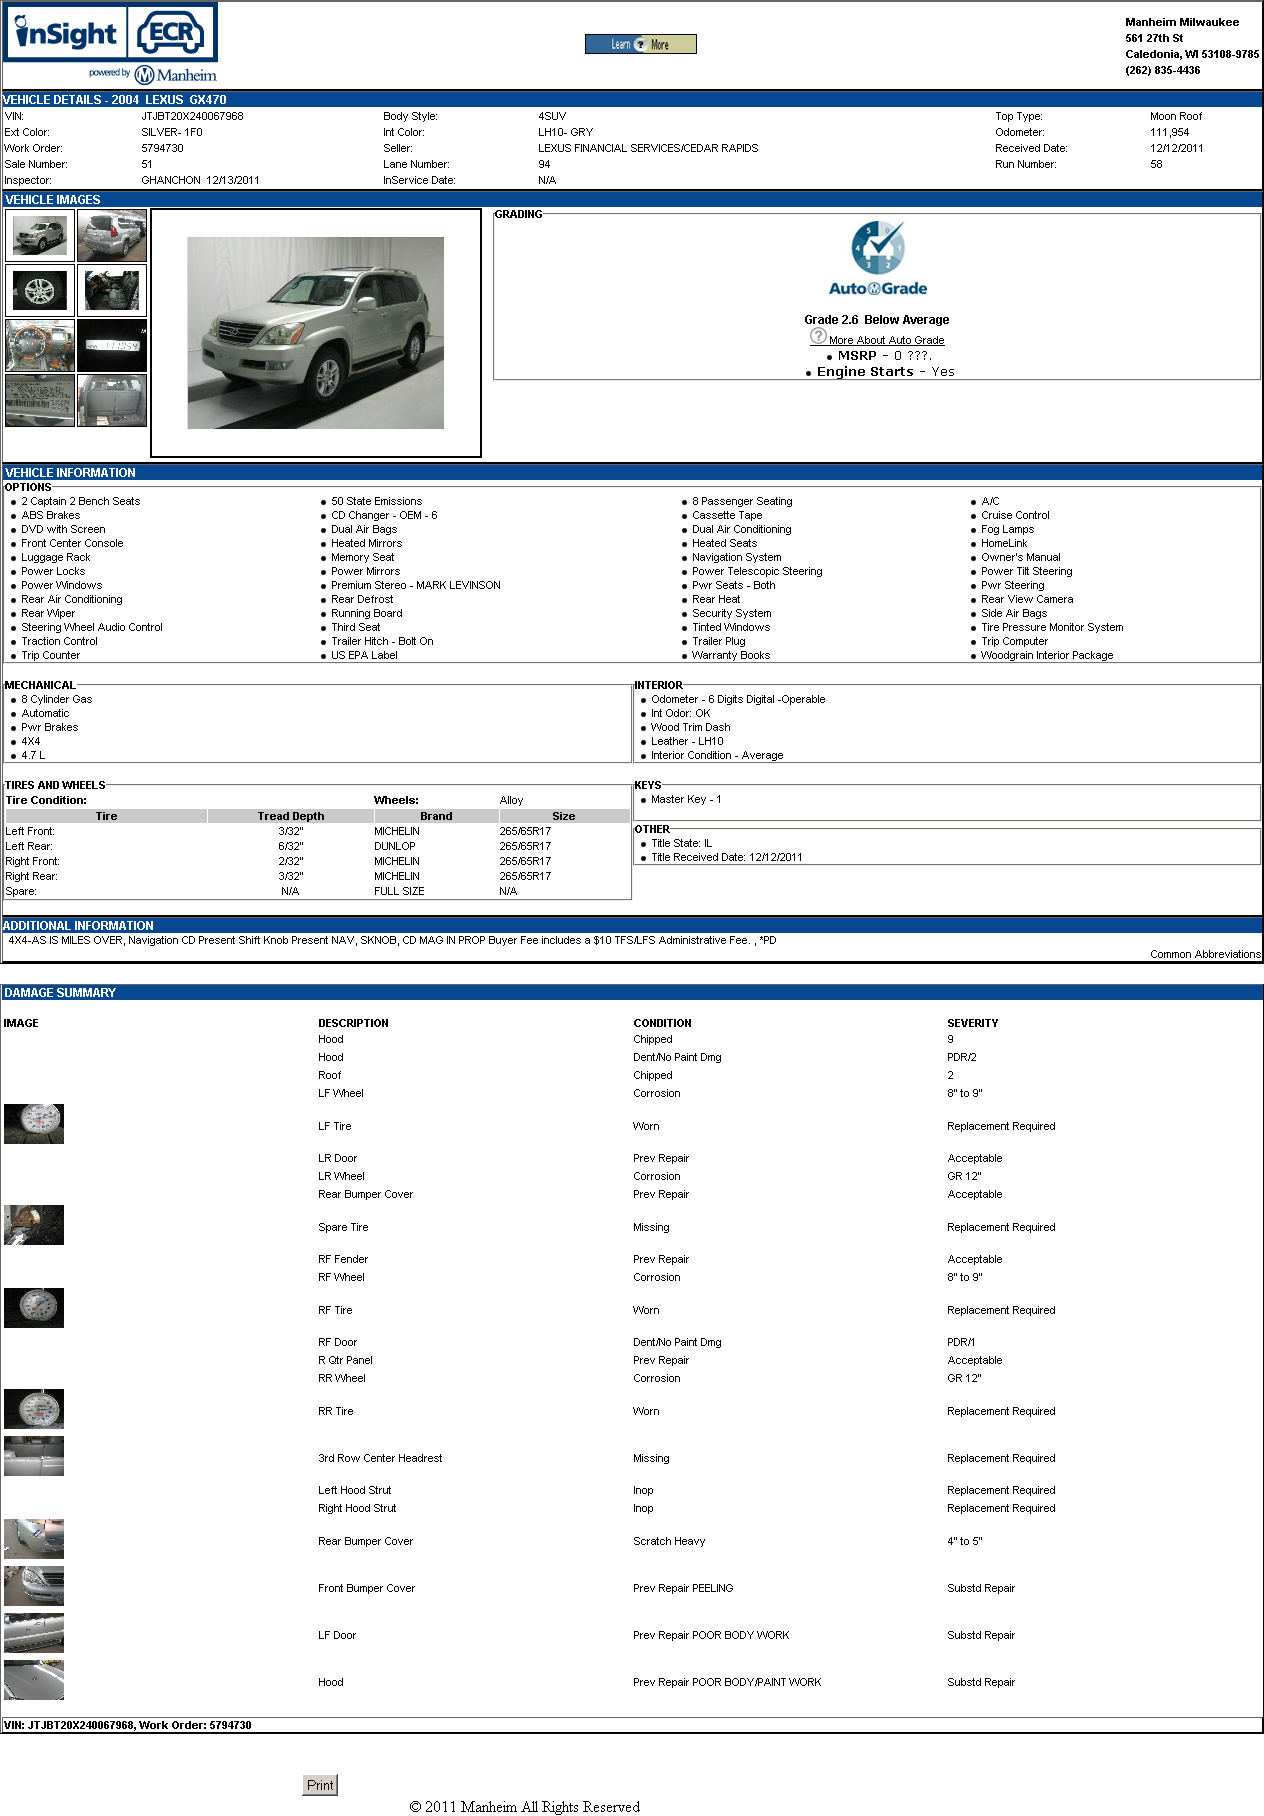 inSight ECR
powered by Manheim
Learn ? More
Manheim Milwaukee
561 27th St
Caledonia, WI 53108-9785
(262) 835-4436
VEHICLE DETAILS - 2004 LEXUS GX470
VIN: JTJBT20X240067968 Body Style: 4SUV Top Type: Moon Roof
Ext Color: SILVER- 1F0 Int Color: LH10- GRY Odometer: 111,954
Work Order: 5794730 Seller: LEXUS FINANCIAL SERVICES/CEDAR RAPIDS Received Date: 12/12/2011
Sale Number: 51 Lane Number: 94 Run Number: 58
Inspector: GHANCHON 12/13/2011 InService Date: N/A
VEHICLE IMAGES
GRADING
5 0 1 4 3 2
Auto Grade
Grade 2.6 Below Average
? More About Auto Grade
• MSRP - 0 ???.
• Engine Starts - Yes
VEHICLE INFORMATION
OPTIONS
• 2 Captain 2 Bench Seats • 50 State Emissions • 8 Passenger Seating • A/C
• ABS Brakes • CD Changer - OEM - 6 • Cassette Tape • Cruise Control
• DVD with Screen • Dual Air Bags • Dual Air Conditioning • Fog Lamps
• Front Center Console • Heated Mirrors • Heated Seats • HomeLink
• Luggage Rack • Memory Seat • Navigation System • Owner's Manual
• Power Locks • Power Mirrors • Power Telescopic Steering • Power Tilt Steering
• Power Windows • Premium Stereo - MARK LEVINSON • Pwr Seats - Both • Pwr Steering
• Rear Air Conditioning • Rear Defrost • Rear Heat • Rear View Camera
• Rear Wiper • Running Board • Security System • Side Air Bags
• Steering Wheel Audio Control • Third Seat • Tinted Windows • Tire Pressure Monitor System
• Traction Control • Trailer Hitch - Bolt On • Trailer Plug • Trip Computer
• Trip Counter • US EPA Label • Warranty Books • Woodgrain Interior Package
MECHANICAL
• 8 Cylinder Gas
• Automatic
• Pwr Brakes
• 4X4
• 4.7 L
INTERIOR
• Odometer - 6 Digits Digital -Operable
• Int Odor: OK
• Wood Trim Dash
• Leather - LH10
• Interior Condition - Average
TIRES AND WHEELS
Tire Condition: Wheels: Alloy
Tire Tread Depth Brand Size
Left Front: 3/32" MICHELIN 265/65R17
Left Rear: 6/32" DUNLOP 265/65R17
Right Front: 2/32" MICHELIN 265/65R17
Right Rear: 3/32" MICHELIN 265/65R17
Spare: N/A FULL SIZE N/A
KEYS
• Master Key - 1
OTHER
• Title State: IL
• Title Received Date: 12/12/2011
ADDITIONAL INFORMATION
4X4-AS IS MILES OVER, Navigation CD Present Shift Knob Present NAV, SKNOB, CD MAG IN PROP Buyer Fee includes a $10 TFS/LFS Administrative Fee. , *PD
Common Abbreviations
DAMAGE SUMMARY
IMAGE DESCRIPTION CONDITION SEVERITY
Hood Chipped 9
Hood Dent/No Paint Dmg PDR/2
Roof Chipped 2
LF Wheel Corrosion 8" to 9"
LF Tire Worn Replacement Required
LR Door Prev Repair Acceptable
LR Wheel Corrosion GR 12"
Rear Bumper Cover Prev Repair Acceptable
Spare Tire Missing Replacement Required
RF Fender Prev Repair Acceptable
RF Wheel Corrosion 8" to 9"
RF Tire Worn Replacement Required
RF Door Dent/No Paint Dmg PDR/1
R Qtr Panel Prev Repair Acceptable
RR Wheel Corrosion GR 12"
RR Tire Worn Replacement Required
3rd Row Center Headrest Missing Replacement Required
Left Hood Strut Inop Replacement Required
Right Hood Strut Inop Replacement Required
Rear Bumper Cover Scratch Heavy 4" to 5"
Front Bumper Cover Prev Repair PEELING Substd Repair
LF Door Prev Repair POOR BODY WORK Substd Repair
Hood Prev Repair POOR BODY/PAINT WORK Substd Repair
VIN: JTJBT20X240067968, Work Order: 5794730
Print
© 2011 Manheim All Rights Reserved